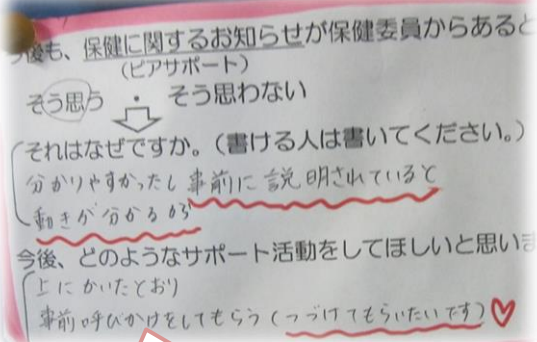 今後も、保健に関するお知らせが保健委員からあると
(ピアサポート)
そう思う ・ そう思わない
それはなぜですか。(書ける人は書いてください。)
分かりやすかったし事前に説明されていると
動きが分かるから
今後、どのようなサポート活動をしてほしいと思いま
上にかいたとおり
事前呼びかけをしてもらう(つづけてもらいたいです)♡